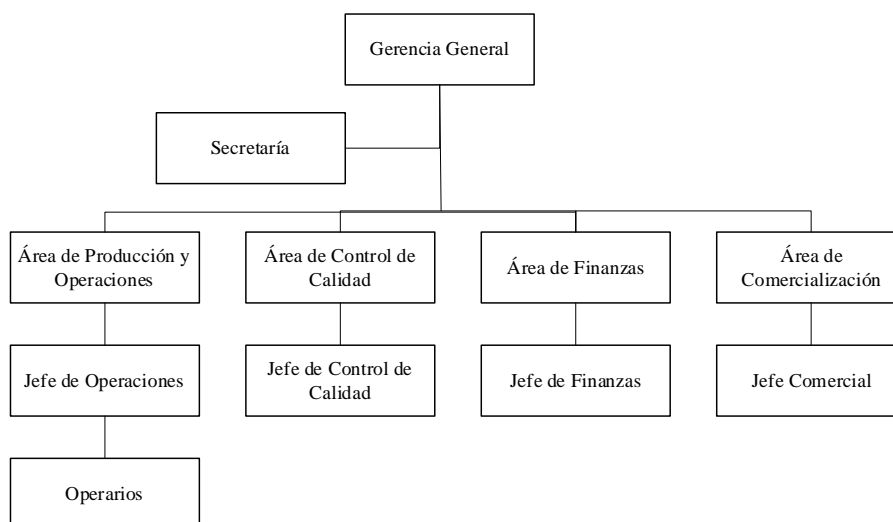 Gerencia General
Secretaría
Área de Producción y
Operaciones
Área de Control de
Calidad
Área de Finanzas
Área de
Comercialización
Jefe de Operaciones
Jefe de Control de
Calidad
Jefe de Finanzas
Jefe Comercial
Operarios